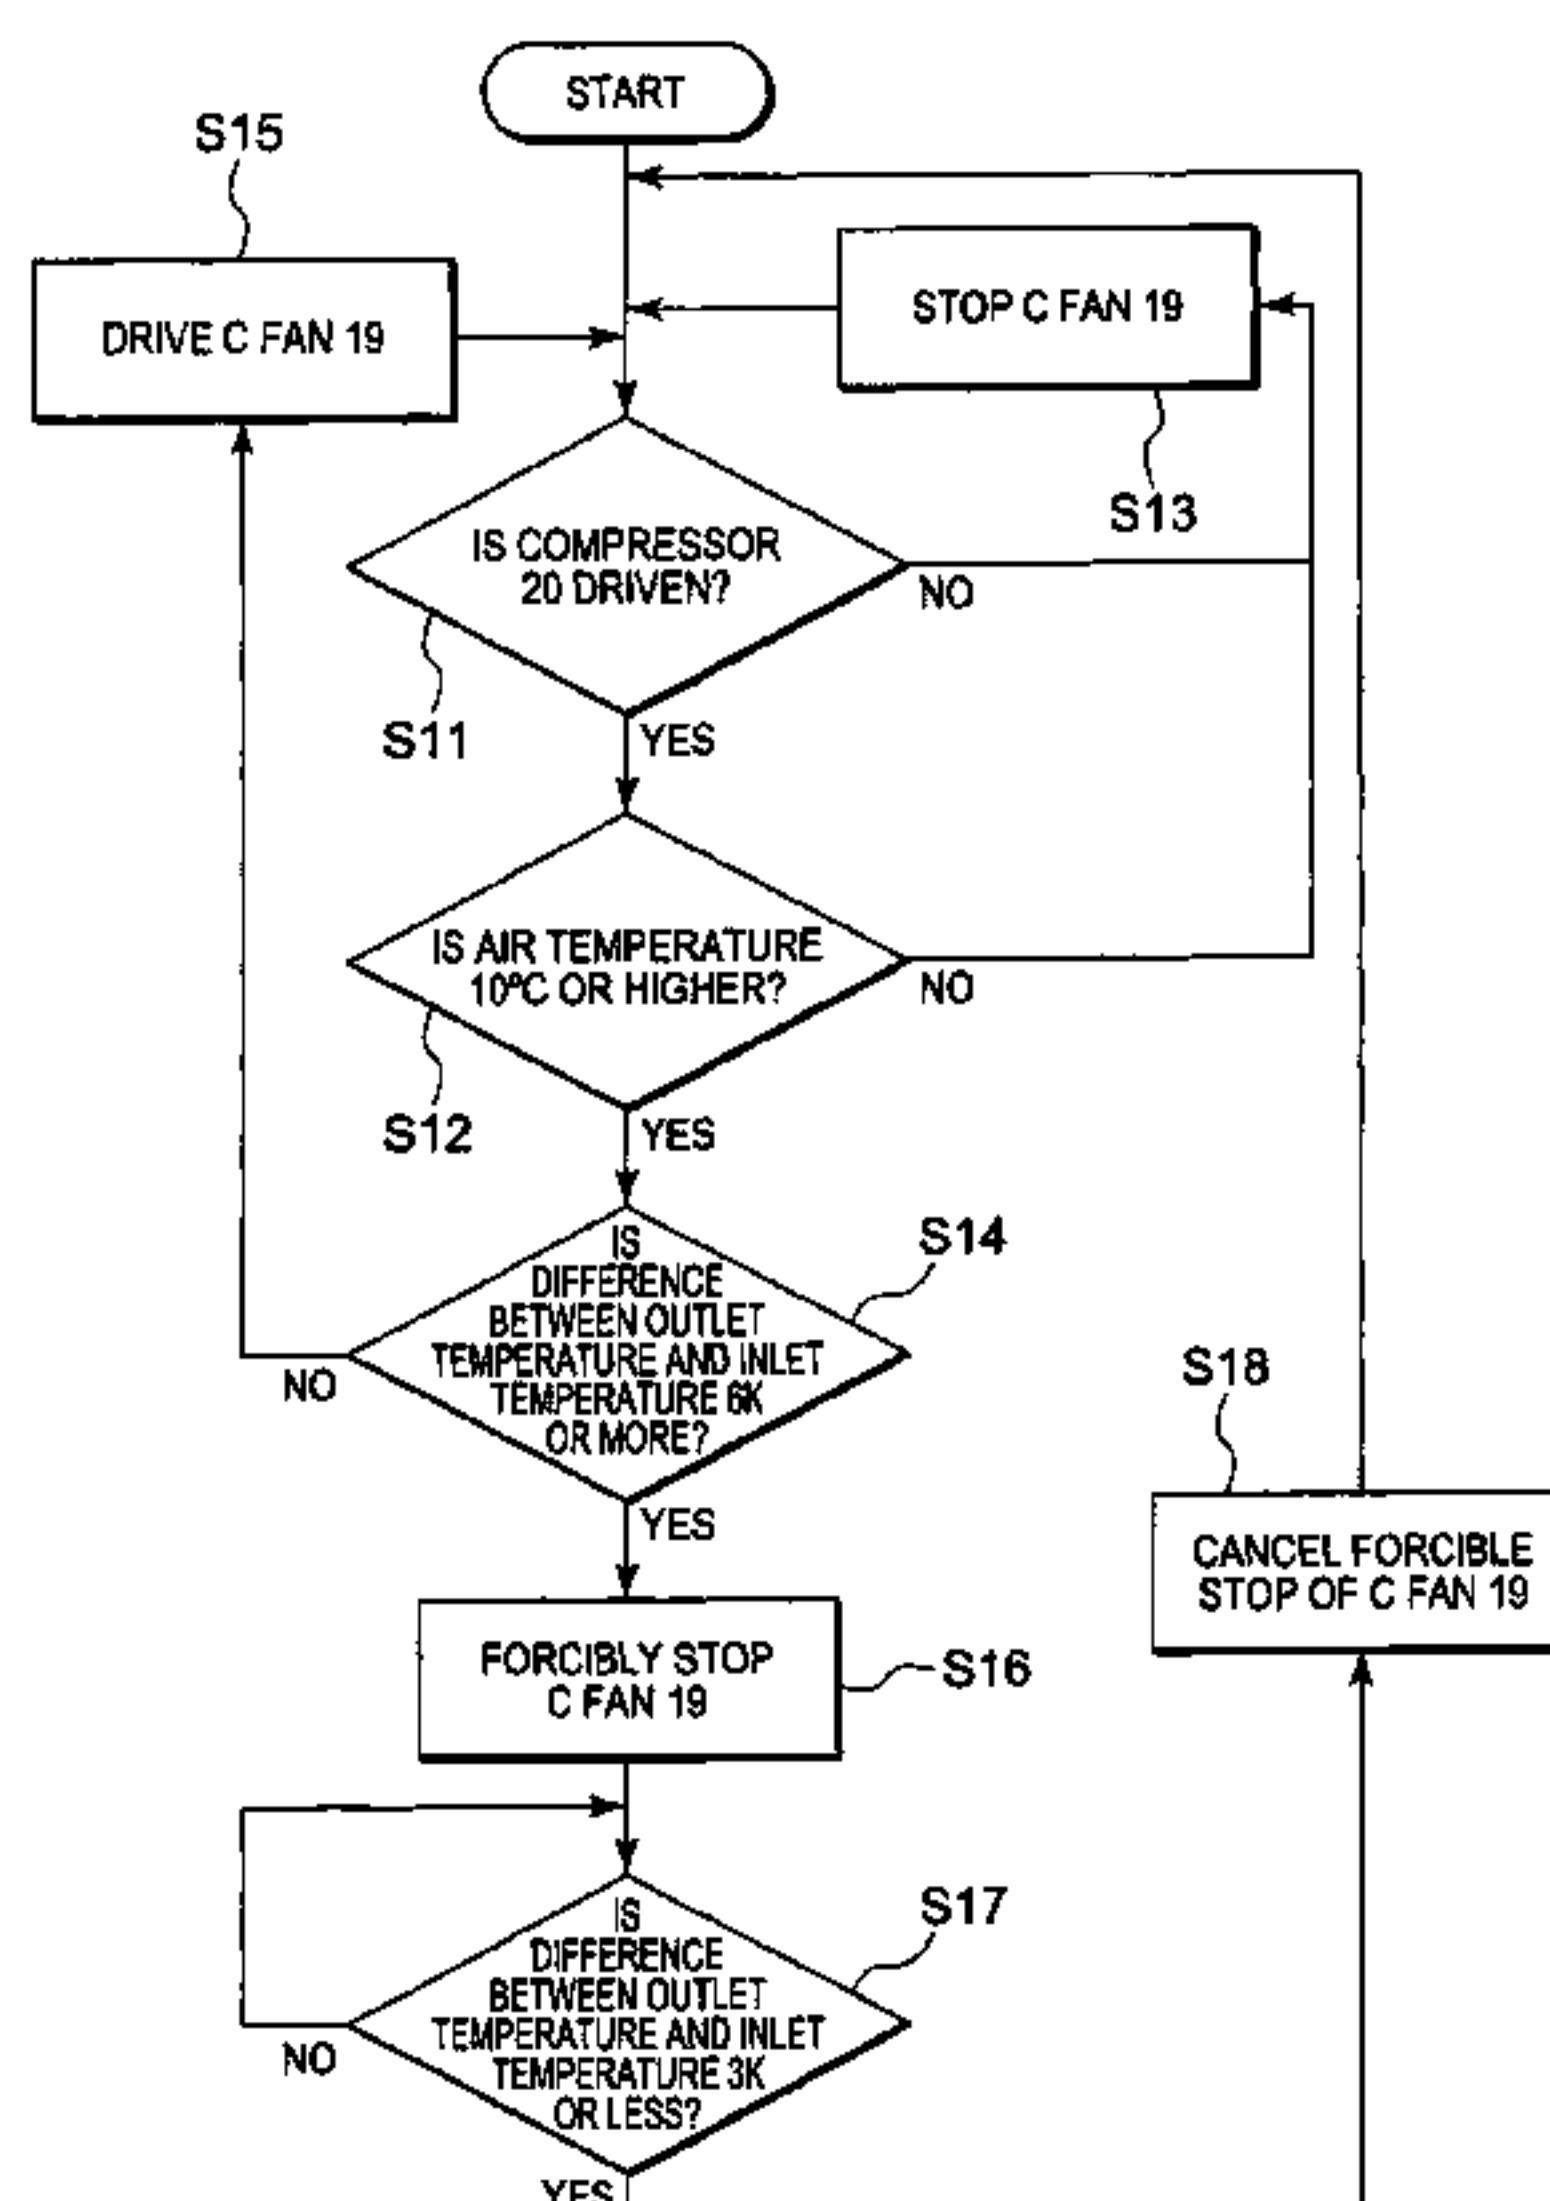 START
S15
DRIVE C FAN 19
STOP C FAN 19
S13
IS COMPRESSOR
20 DRIVEN?
NO
S11
YES
IS AIR TEMPERATURE
10ºC OR HIGHER?
NO
S12
YES
S14
IS
DIFFERENCE
BETWEEN OUTLET
TEMPERATURE AND INLET
TEMPERATURE 6K
OR MORE?
NO
YES
S18
CANCEL FORCIBLE
STOP OF C FAN 19
FORCIBLY STOP
C FAN 19
S16
S17
IS
DIFFERENCE
BETWEEN OUTLET
TEMPERATURE AND INLET
TEMPERATURE 3K
OR LESS?
NO
YES